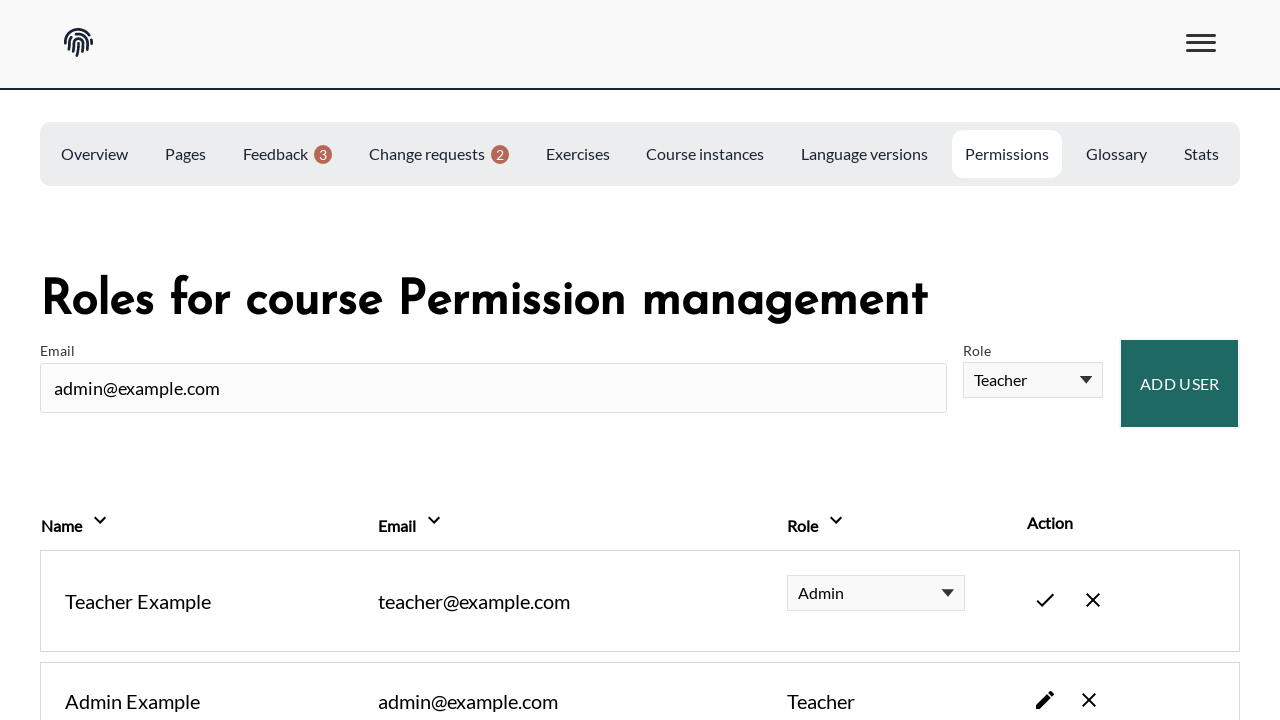 Overview Pages Feedback 3 Change requests 2 Exercises Course instances Language versions Permissions Glossary Stats
Roles for course Permission management
Email
admin@example.com
Role
Teacher
ADD USER
Name Email Role Action
Teacher Example teacher@example.com Admin
Admin Example admin@example.com Teacher